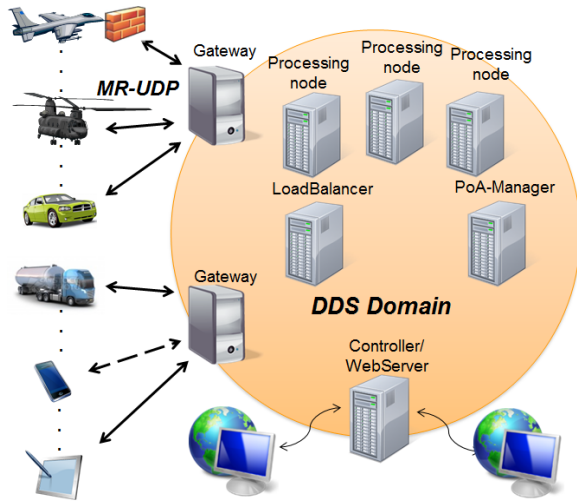 Gateway
Processing
node
Processing
node
Processing
node
MR-UDP
LoadBalancer
PoA-Manager
Gateway
DDS Domain
Controller/
WebServer